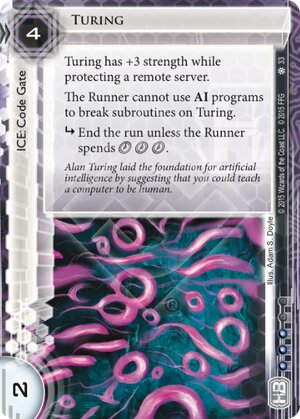 4
TURING
ICE: Code Gate
Turing has +3 strength while
protecting a remote server.
The Runner cannot use AI programs
to break subroutines on Turing.
End the run unless the Runner
spends
Alan Turing laid the foundation for artificial
intelligence by suggesting that you could teach
a computer to be human.
33
© 2015 Wizards of the Coast LLC. © 2015 FFG
Illus. Adam S. Doyle
2
HB